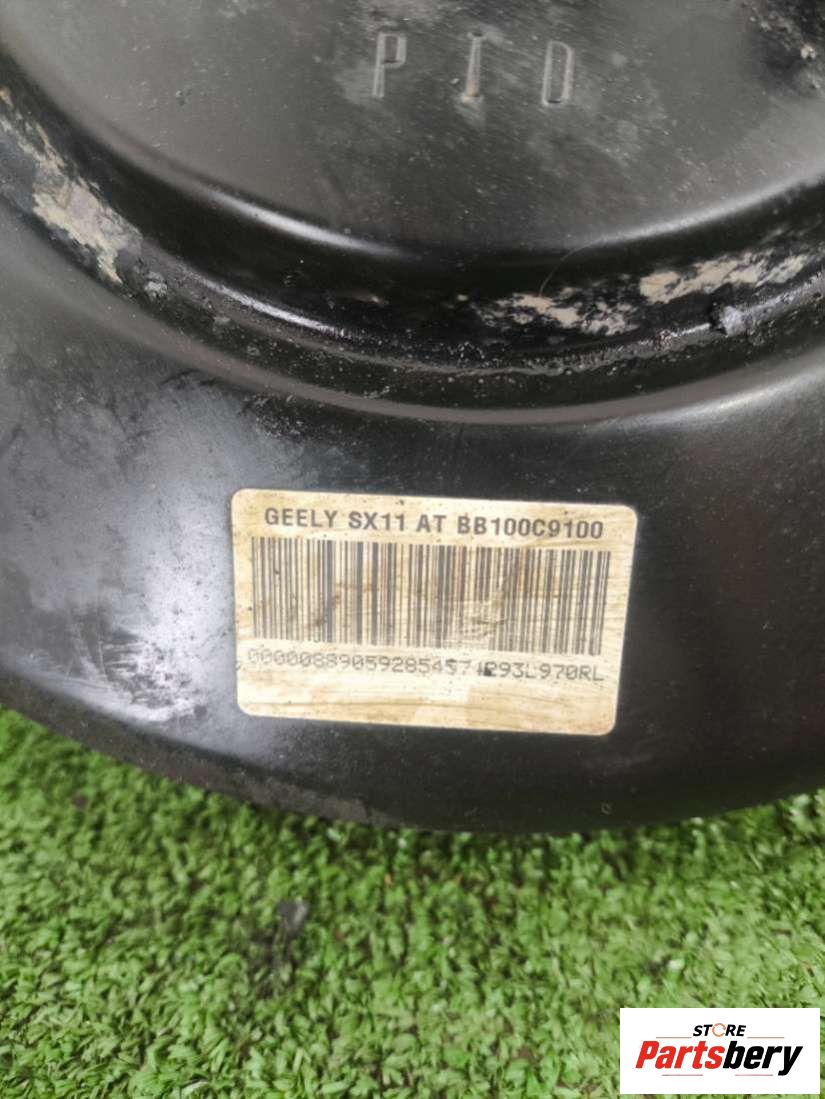 PTD
GEELY SX11 AT BB100C9100
STORE
Partsbery